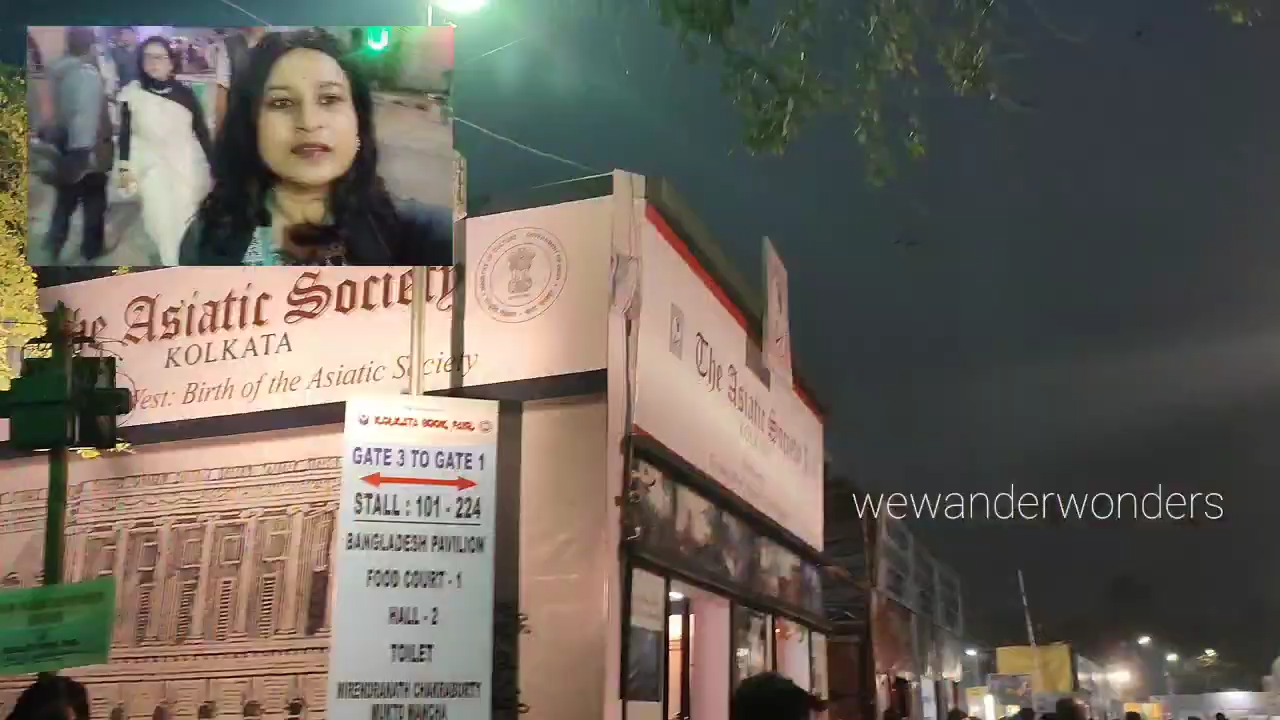 The Asiatic Society
KOLKATA
West: Birth of the Asiatic Society
The Asiatic Society
KOLKATA BOOK FAIR
GATE 3 TO GATE 1
STALL : 101 - 224
BANGLADESH PAVILION
FOOD COURT - 1
HALL - 2
TOILET
NIRENDRANATH CHAKRABORTY
MUKTO MANCHA
wewanderwonders